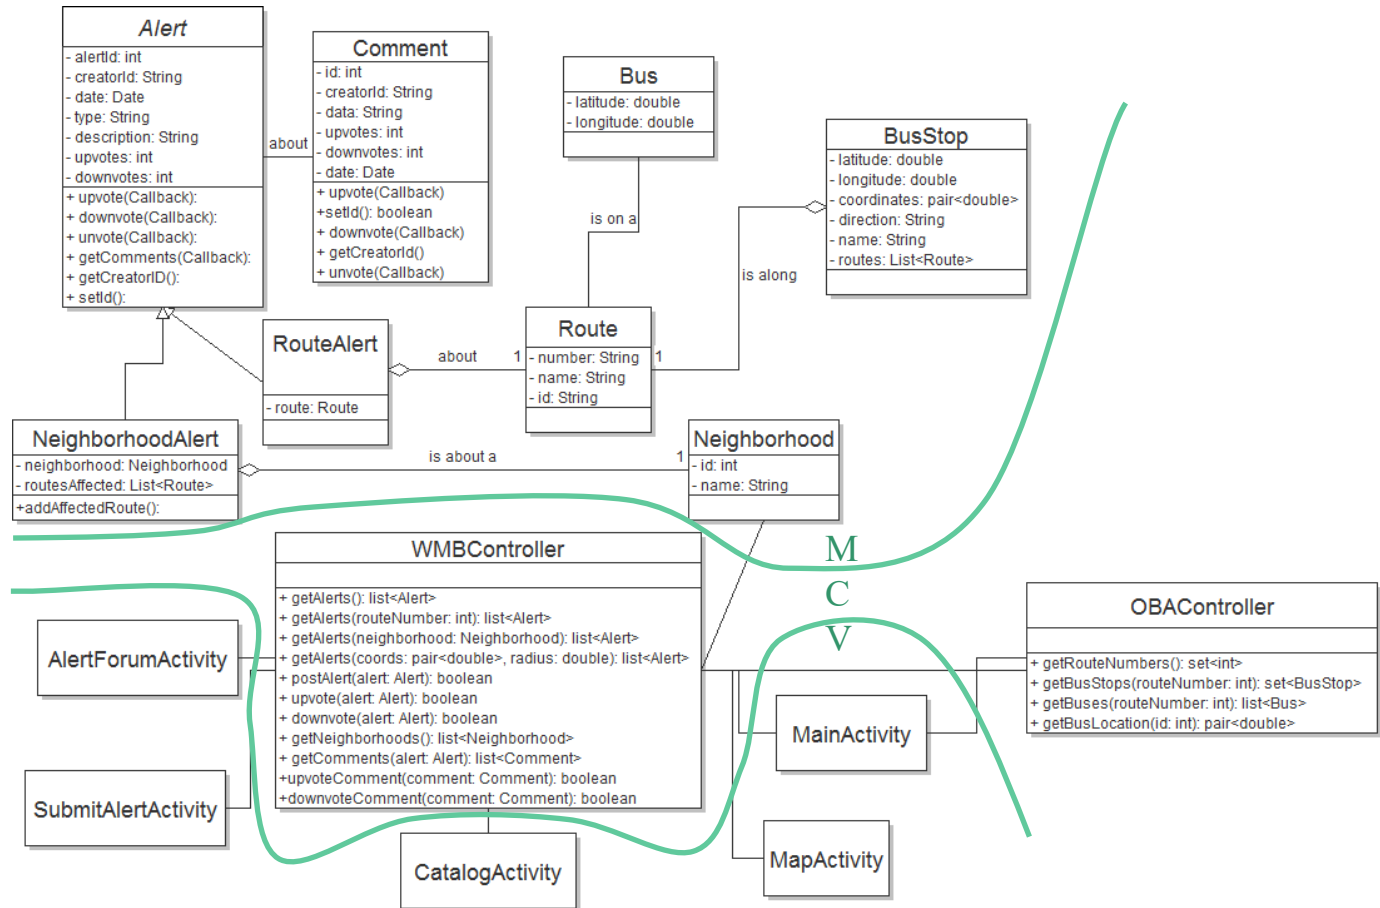 Alert
- alertId: int
- creatorId: String
- date: Date
- type: String
- description: String
- upvotes: int
- downvotes: int
+ upvote(Callback):
+ downvote(Callback):
+ unvote(Callback):
+ getComments(Callback):
+ getCreatorID():
+ setId():
about
Comment
- id: int
- creatorId: String
- data: String
- upvotes: int
- downvotes: int
- date: Date
+ upvote(Callback)
+setId(): boolean
+ downvote(Callback)
+ getCreatorId()
+ unvote(Callback)
Bus
- latitude: double
- longitude: double
is on a
BusStop
- latitude: double
- longitude: double
- coordinates: pair<double>
- direction: String
- name: String
- routes: List<Route>
is along
RouteAlert
- route: Route
about
1
Route
- number: String
- name: String
- id: String
1
NeighborhoodAlert
- neighborhood: Neighborhood
- routesAffected: List<Route>
+addAffectedRoute():
is about a
1
Neighborhood
- id: int
- name: String
M
C
V
WMBController
+ getAlerts(): list<Alert>
+ getAlerts(routeNumber: int): list<Alert>
+ getAlerts(neighborhood: Neighborhood): list<Alert>
+ getAlerts(coords: pair<double>, radius: double): list<Alert>
+ postAlert(alert: Alert): boolean
+ upvote(alert: Alert): boolean
+ downvote(alert: Alert): boolean
+ getNeighborhoods(): list<Neighborhood>
+ getComments(alert: Alert): list<Comment>
+upvoteComment(comment: Comment): boolean
+downvoteComment(comment: Comment): boolean
OBAController
+ getRouteNumbers(): set<int>
+ getBusStops(routeNumber: int): set<BusStop>
+ getBuses(routeNumber: int): list<Bus>
+ getBusLocation(id: int): pair<double>
AlertForumActivity
SubmitAlertActivity
CatalogActivity
MainActivity
MapActivity